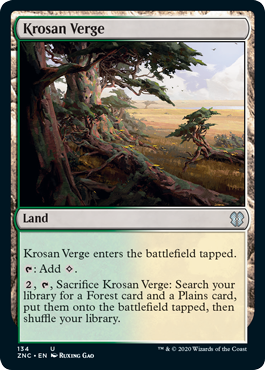 Krosan Verge
Land
Krosan Verge enters the battlefield tapped.
: Add .
2, , Sacrifice Krosan Verge: Search your
library for a Forest card and a Plains card,
put them onto the battlefield tapped, then
shuffle your library.
134 U
ZNC • EN Ruxing Gao
™ & © 2020 Wizards of the Coast